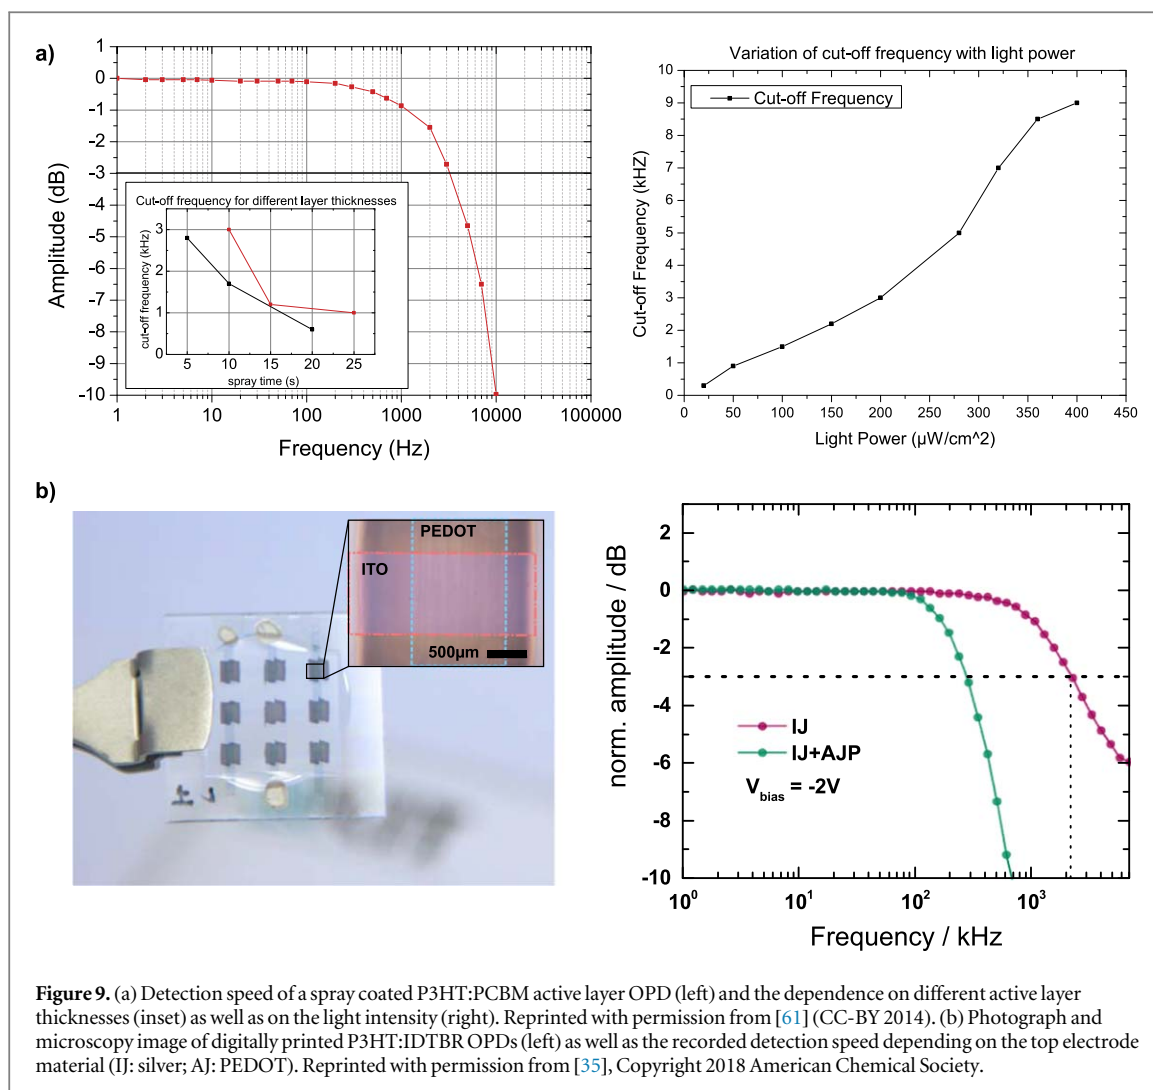 a)
1
0
-1
-2
-3
-4
-5
-6
-7
-8
-9
-10
Amplitude (dB)
1
10
100
1000
10000
100000
Frequency (Hz)
Cut-off frequency for different layer thicknesses
3
2
1
0
cut-off frequency (kHz)
5
10
15
20
25
spray time (s)
Variation of cut-off frequency with light power
Cut-off Frequency
10
9
8
7
6
5
4
3
2
1
0
Cut-off Frequency (kHZ)
0
50
100
150
200
250
300
350
400
450
Light Power (µW/cm^2)
b)
PEDOT
ITO
500µm
2
0
-2
-4
-6
-8
-10
norm. amplitude / dB
IJ
IJ+AJP
V_bias = -2V
10^0
10^1
10^2
10^3
Frequency / kHz
Figure 9. (a) Detection speed of a spray coated P3HT:PCBM active layer OPD (left) and the dependence on different active layer
thicknesses (inset) as well as on the light intensity (right). Reprinted with permission from [61] (CC-BY 2014). (b) Photograph and
microscopy image of digitally printed P3HT:IDTBR OPDs (left) as well as the recorded detection speed depending on the top electrode
material (IJ: silver; AJ: PEDOT). Reprinted with permission from [35], Copyright 2018 American Chemical Society.